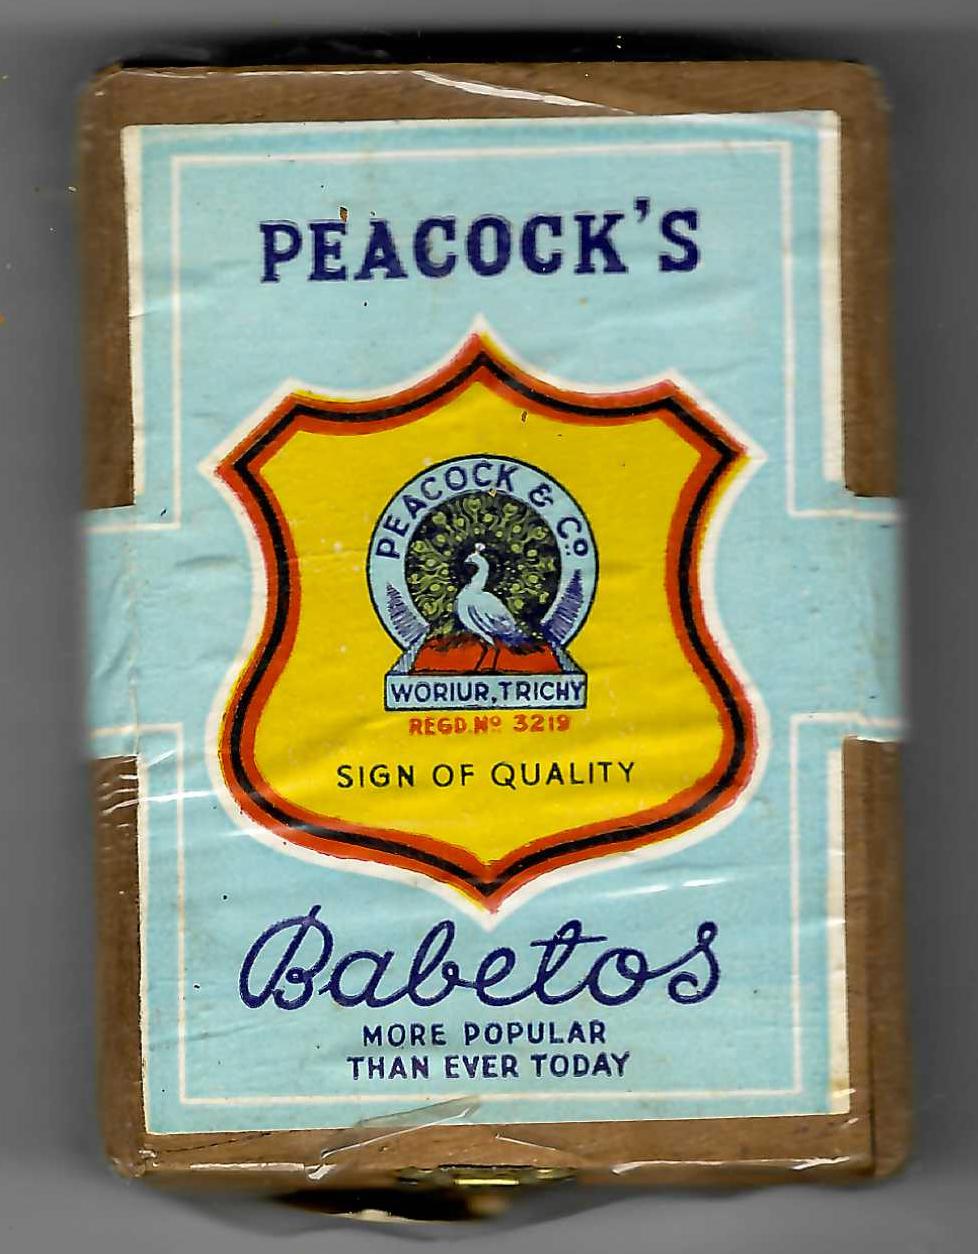 PEACOCK'S
PEACOCK & Cº
WORIUR, TRICHY
REGD. Nº 3219
SIGN OF QUALITY
Babetos
MORE POPULAR
THAN EVER TODAY